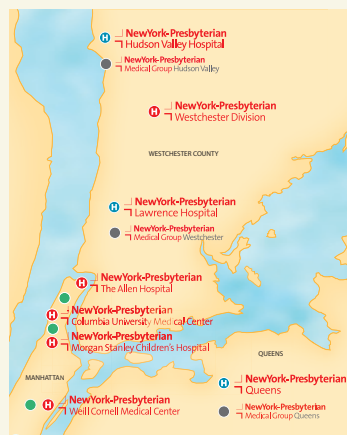 H NewYork-Presbyterian
Hudson Valley Hospital
NewYork-Presbyterian
Medical Group Hudson Valley
H NewYork-Presbyterian
Westchester Division
WESTCHESTER COUNTY
H NewYork-Presbyterian
Lawrence Hospital
NewYork-Presbyterian
Medical Group Westchester
H NewYork-Presbyterian
The Allen Hospital
H NewYork-Presbyterian
Columbia University Medical Center
H NewYork-Presbyterian
Morgan Stanley Children's Hospital
QUEENS
MANHATTAN
H NewYork-Presbyterian
Queens
H NewYork-Presbyterian
Weill Cornell Medical Center
NewYork-Presbyterian
Medical Group Queens